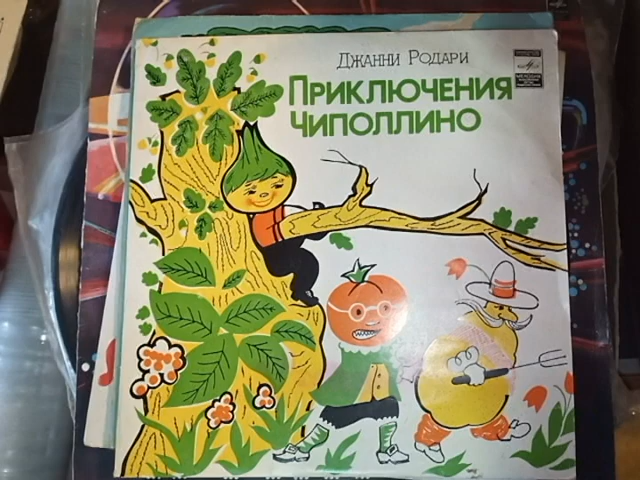 Джанни Родари
Приключения
Чиполлино